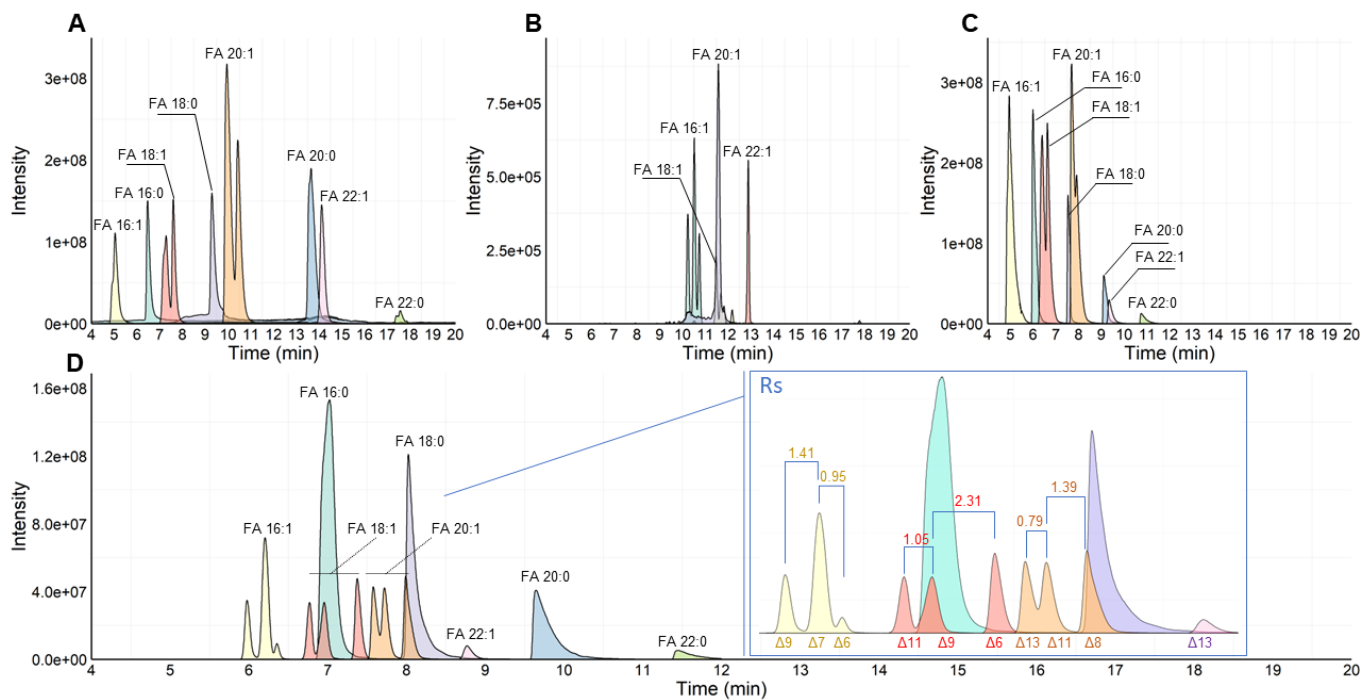 A
B
C
3e+08
2e+08
1e+08
0e+00
Intensity
FA 16:1
FA 16:0
FA 18:1
FA 18:0
FA 20:1
FA 20:0
FA 22:1
FA 22:0
4 5 6 7 8 9 10 11 12 13 14 15 16 17 18 19 20
Time (min)
7.5e+05
5.0e+05
2.5e+05
0.0e+00
Intensity
FA 20:1
FA 16:1
FA 18:1
FA 22:1
4 5 6 7 8 9 10 11 12 13 14 15 16 17 18 19 20
Time (min)
3e+08
2e+08
1e+08
0e+00
Intensity
FA 20:1
FA 16:1
FA 16:0
FA 18:1
FA 18:0
FA 20:0
FA 22:1
FA 22:0
4 5 6 7 8 9 10 11 12 13 14 15 16 17 18 19 20
Time (min)
D
1.6e+08
1.2e+08
8.0e+07
4.0e+07
0.0e+00
Intensity
FA 16:0
FA 18:0
FA 16:1
FA 18:1
FA 20:1
FA 22:1
FA 20:0
FA 22:0
4 5 6 7 8 9 10 11 12 13 14 15 16 17 18 19 20
Time (min)
Rs
1.41
0.95
2.31
1.05
0.79
1.39
Δ9 Δ7 Δ6 Δ11 Δ9 Δ6 Δ13 Δ11 Δ8 Δ13